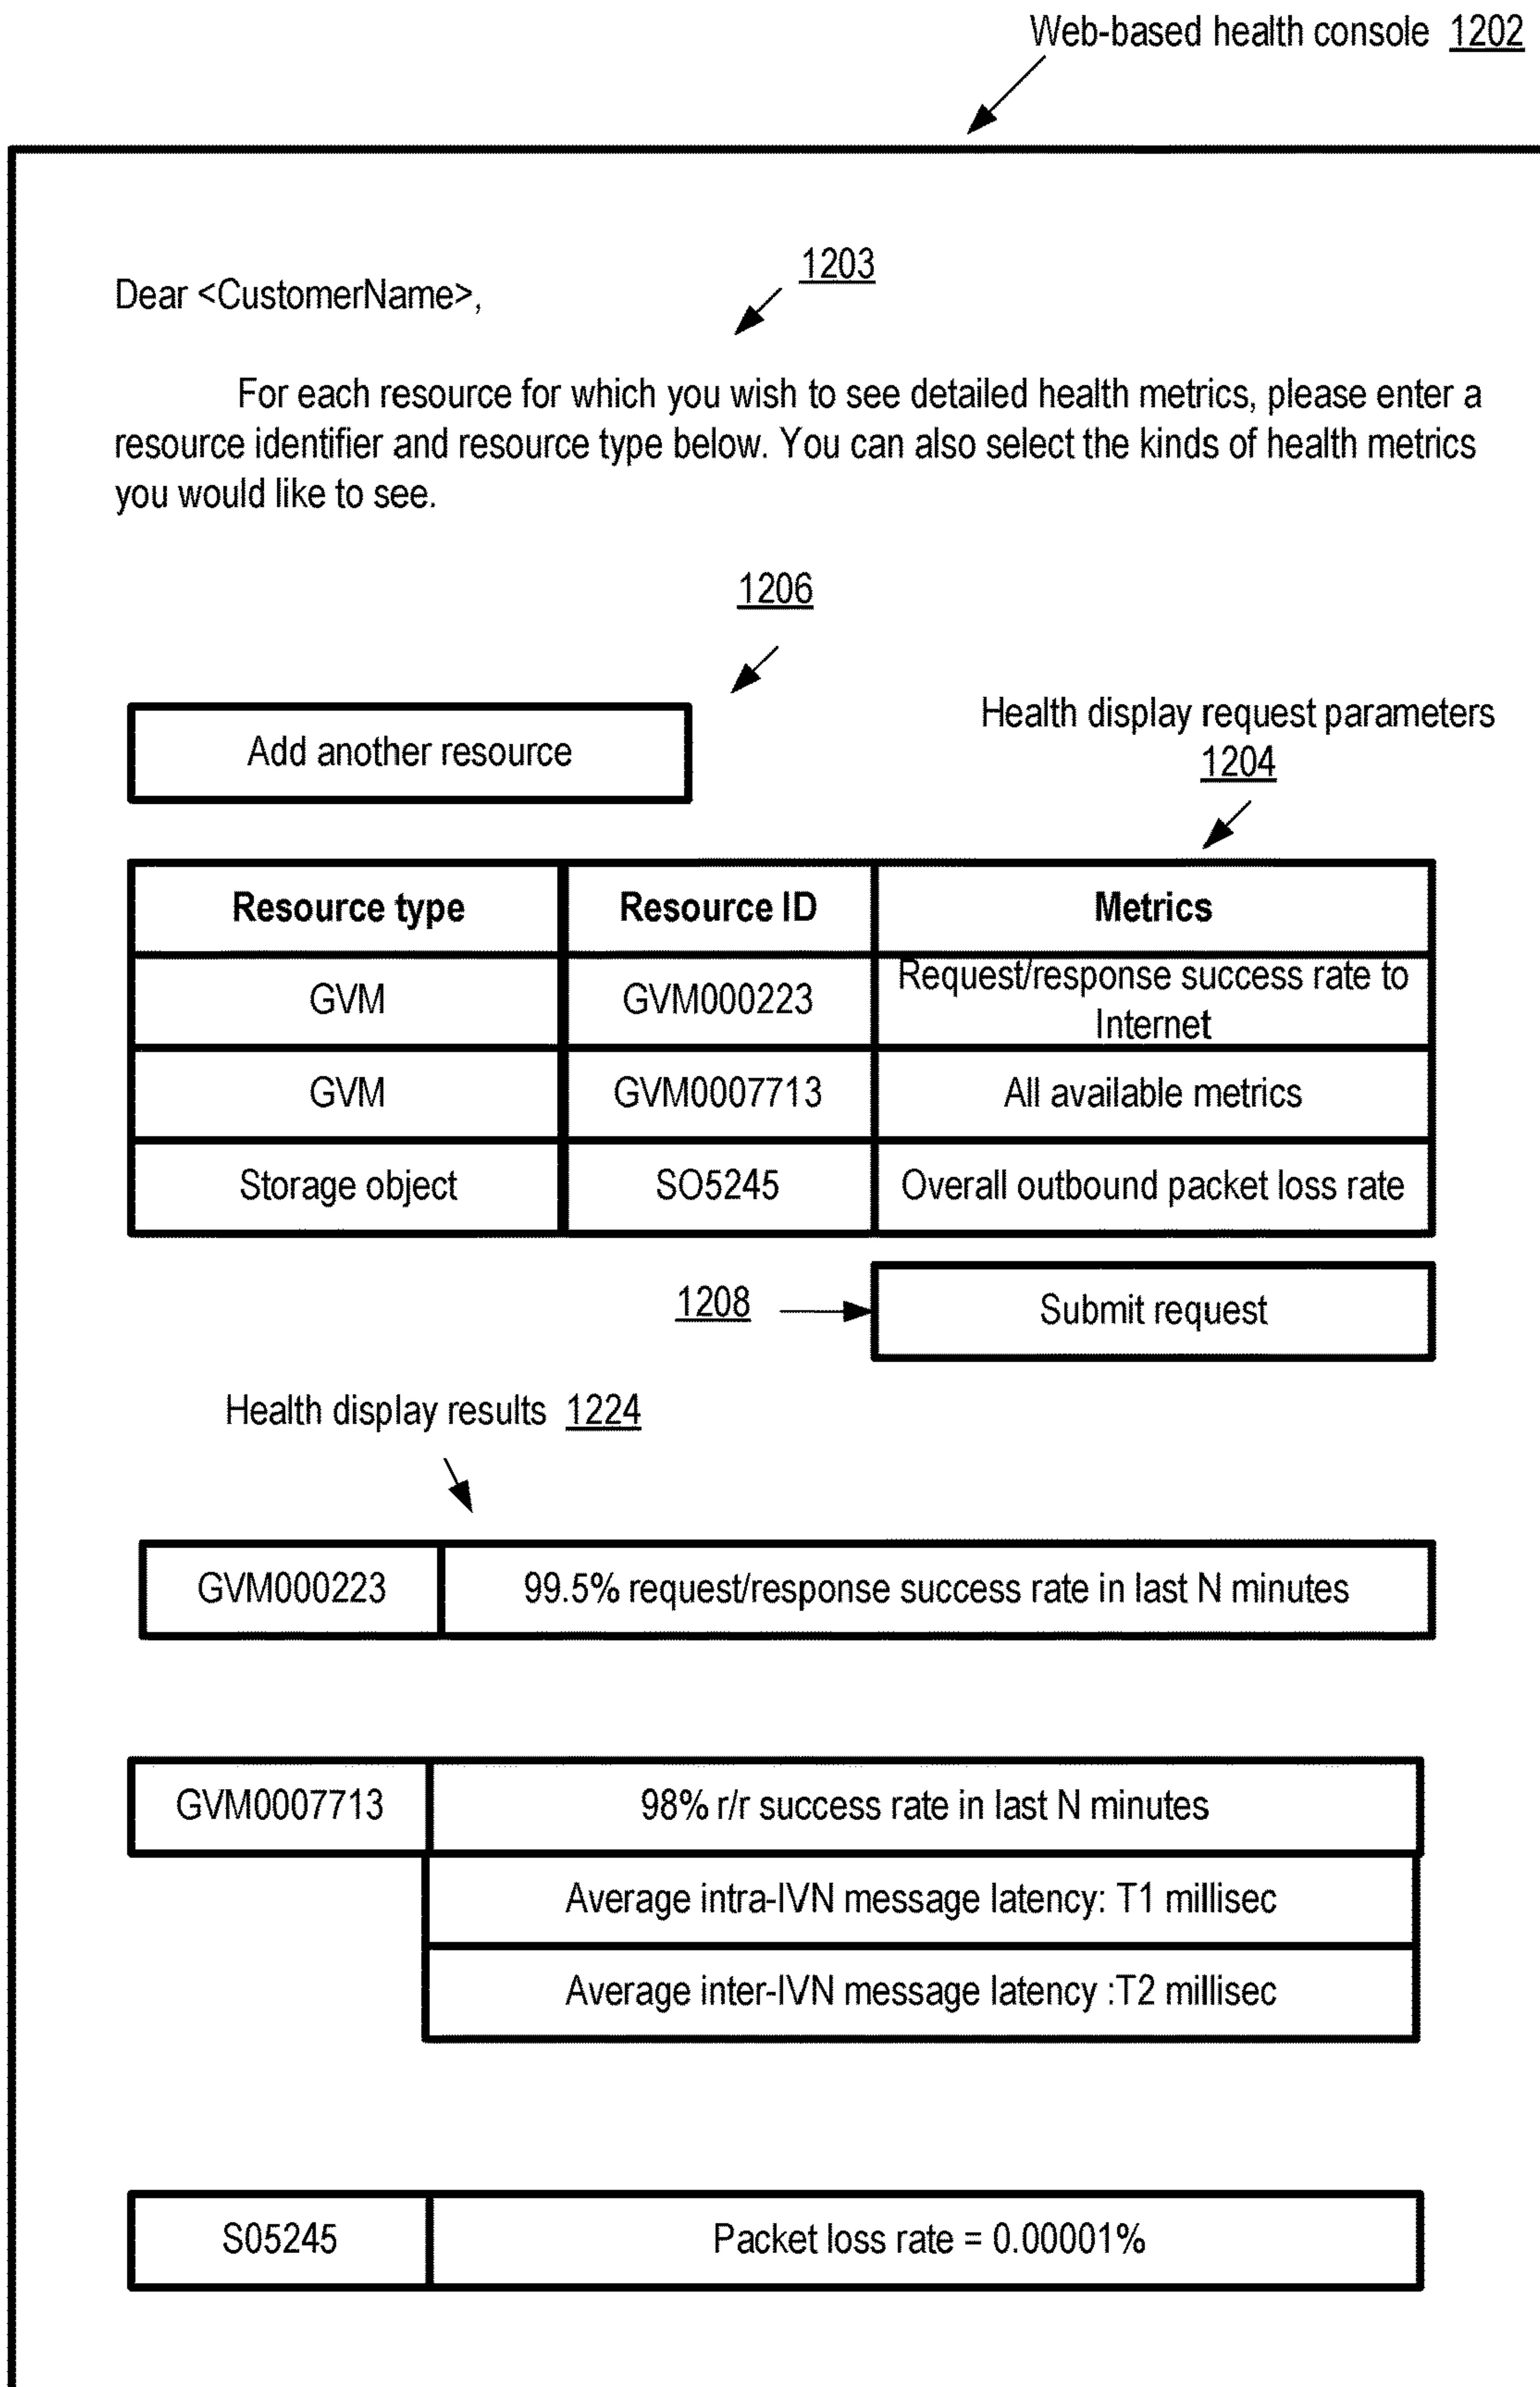 Web-based health console 1202
1203
Dear <CustomerName>,
For each resource for which you wish to see detailed health metrics, please enter a
resource identifier and resource type below. You can also select the kinds of health metrics
you would like to see.
1206
Add another resource
Health display request parameters
1204
Resource type Resource ID Metrics
GVM GVM000223 Request/response success rate to
Internet
GVM GVM0007713 All available metrics
Storage object SO5245 Overall outbound packet loss rate
1208 Submit request
Health display results 1224
GVM000223 99.5% request/response success rate in last N minutes
GVM0007713 98% r/r success rate in last N minutes
Average intra-IVN message latency: T1 millisec
Average inter-IVN message latency :T2 millisec
S05245 Packet loss rate = 0.00001%